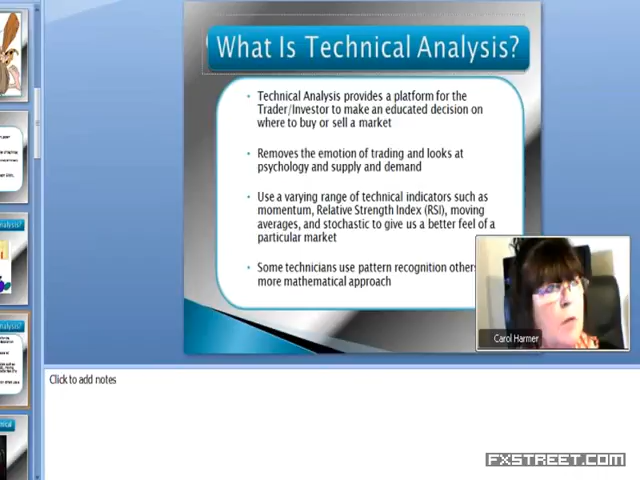 What Is Technical Analysis?
Technical Analysis provides a platform for the
Trader/Investor to make an educated decision on
where to buy or sell a market
Removes the emotion of trading and looks at
psychology and supply and demand
Use a varying range of technical indicators such as
momentum, Relative Strength Index (RSI), moving
averages, and stochastic to give us a better feel of a
particular market
Some technicians use pattern recognition others
more mathematical approach
Carol Harmer
Click to add notes
FXSTREET.COM